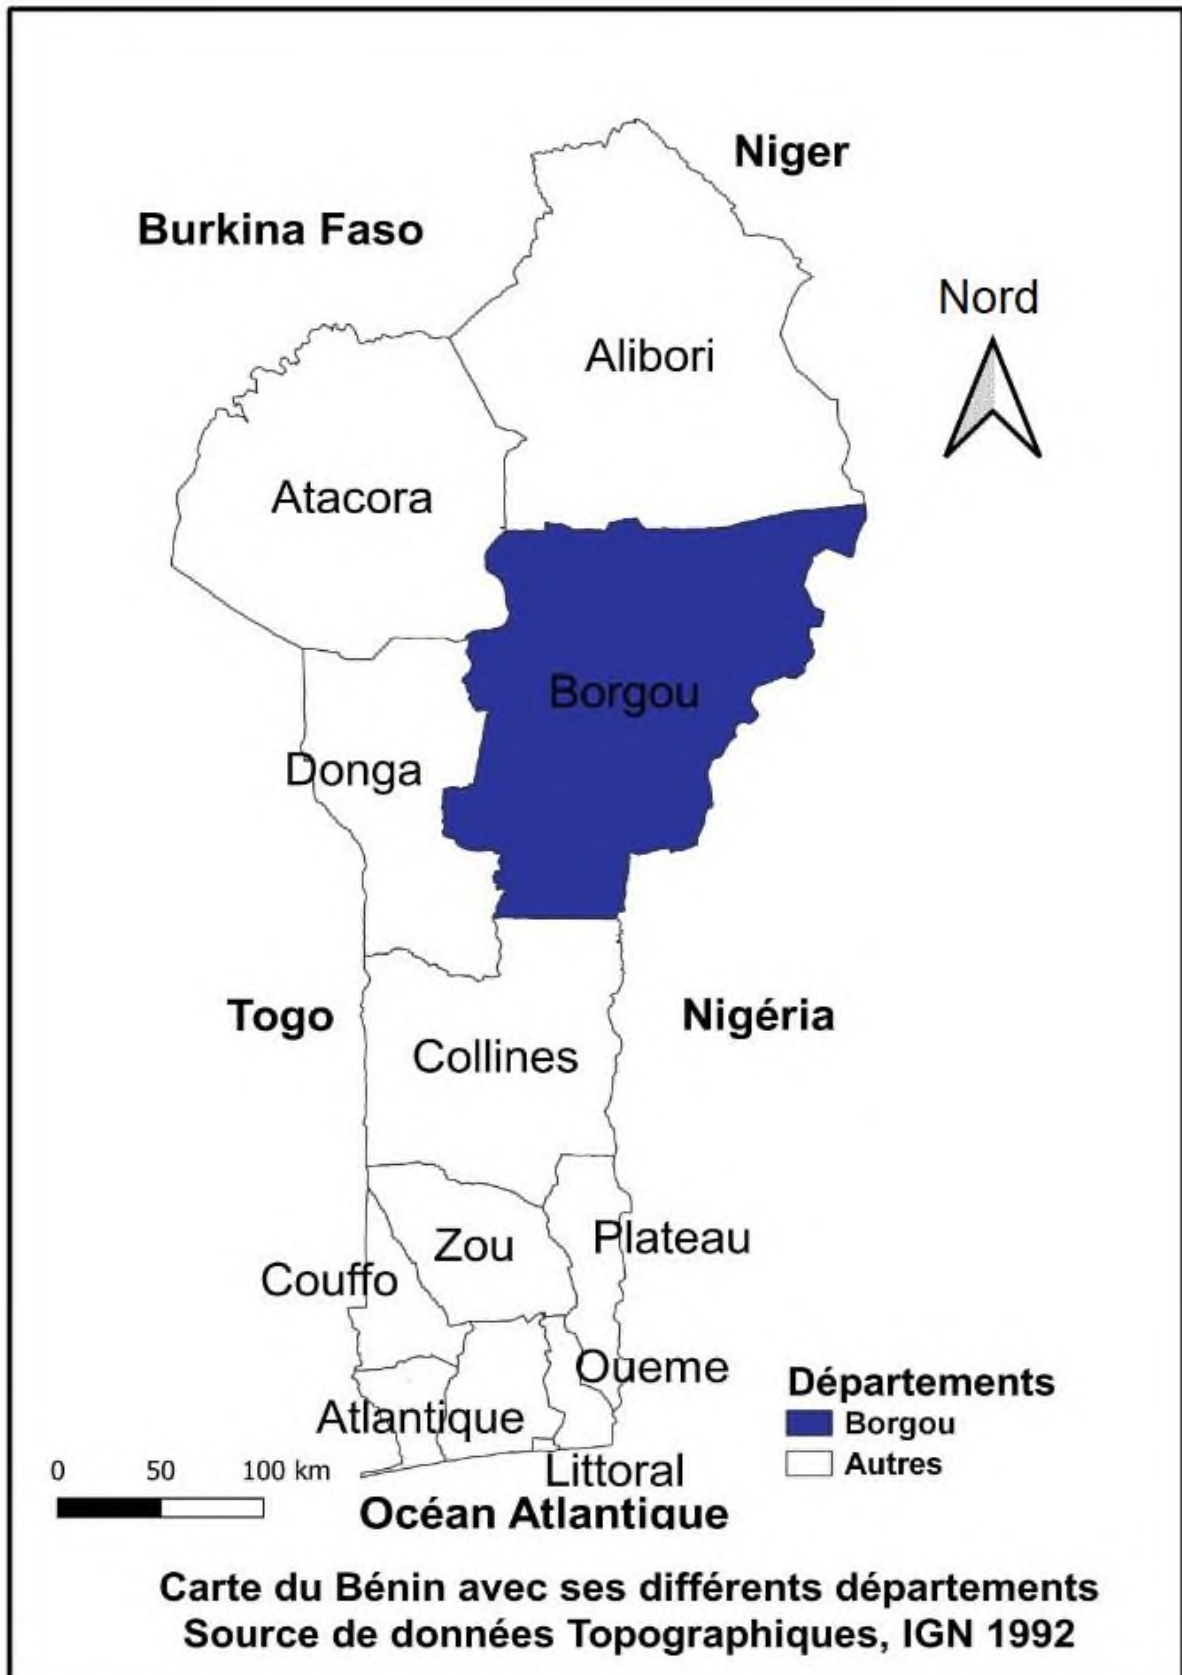 Niger
Burkina Faso
Nord
Alibori
Atacora
Borgou
Donga
Togo
Nigéria
Collines
Plateau
Zou
Couffo
Oueme
Départements
Atlantique
Borgou
Autres
0 50 100 km
Littoral
Océan Atlantique
Carte du Bénin avec ses différents départements
Source de données Topographiques, IGN 1992